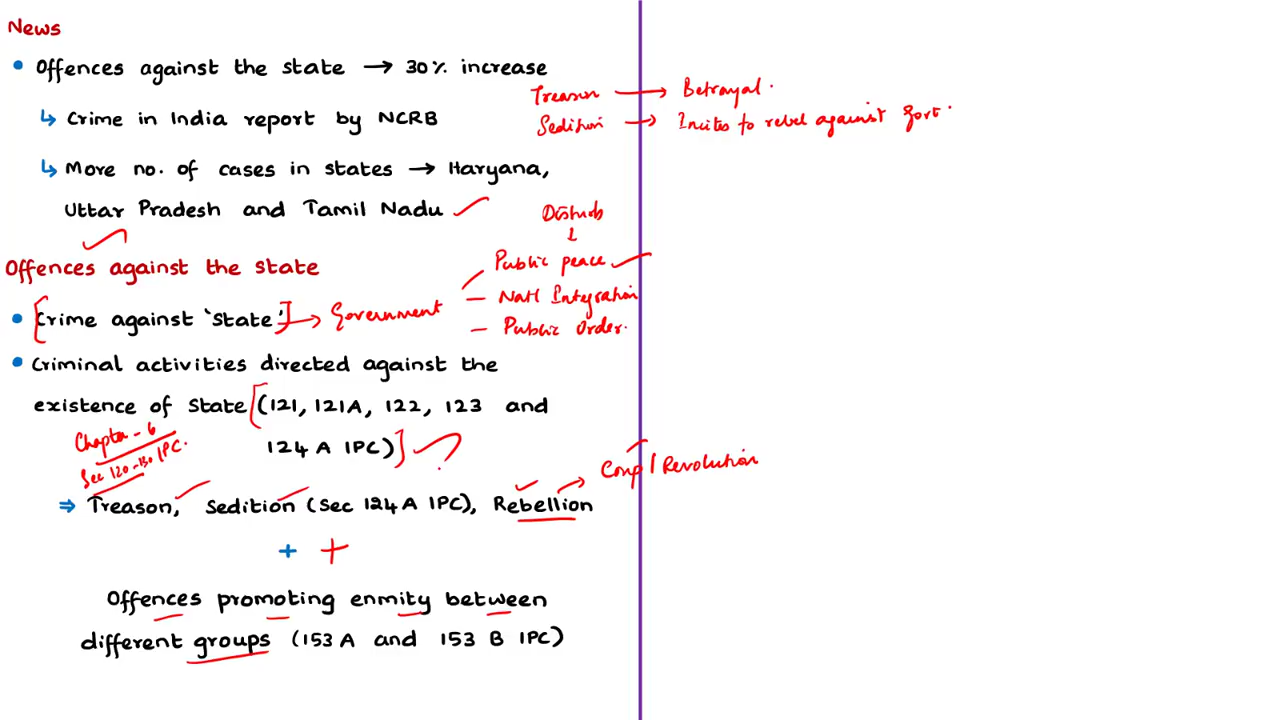 News
• Offences against the state → 30% increase
Treason → Betrayal.
↳ Crime in India report by NCRB
Sedition → Incites to rebel against Govt.
↳ More no. of cases in states → Haryana,
Uttar Pradesh and Tamil Nadu
Disturb
↓
Public peace
Offences against the state
- Natl Integration
• [Crime against 'State'] → Government
- Public Order.
• Criminal activities directed against the
existence of State [(121, 121A, 122, 123 and
124 A IPC)]
Chapter - 6
Sec 120-130 IPC.
Coup / Revolution
⇒ Treason, Sedition (Sec 124 A IPC), Rebellion →
+ +
Offences promoting enmity between
different groups (153 A and 153 B IPC)